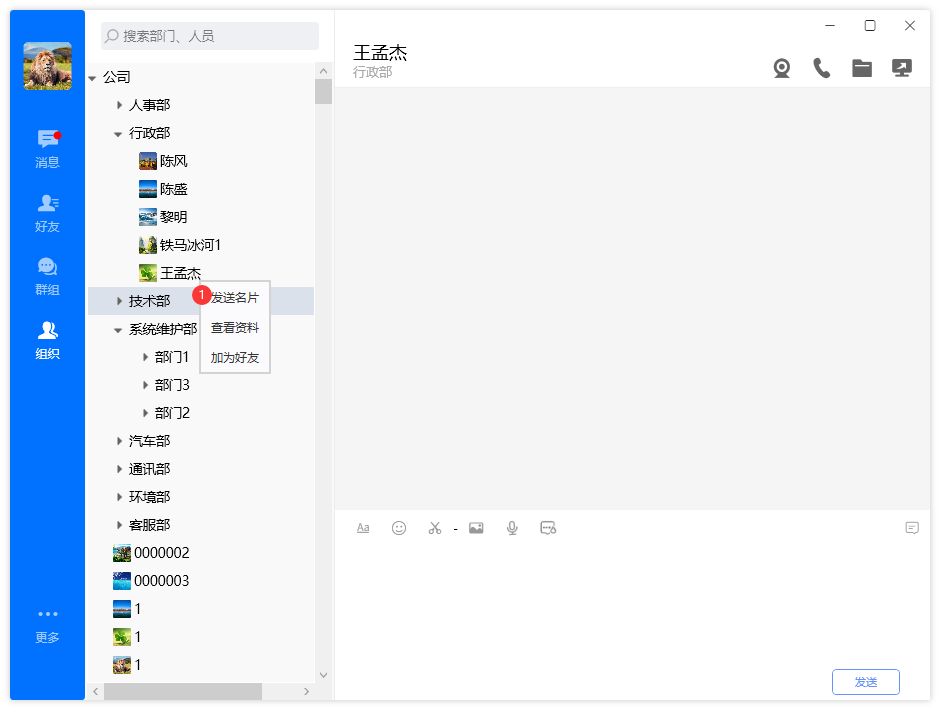 搜索部门、人员
王孟杰
行政部
消息
好友
群组
组织
更多
公司
人事部
行政部
陈风
陈盛
黎明
铁马冰河1
王孟杰
技术部
系统维护部
部门1
部门3
部门2
汽车部
通讯部
环境部
客服部
0000002
0000003
1
1
1
1
发送名片
查看资料
加为好友
Aa
发送